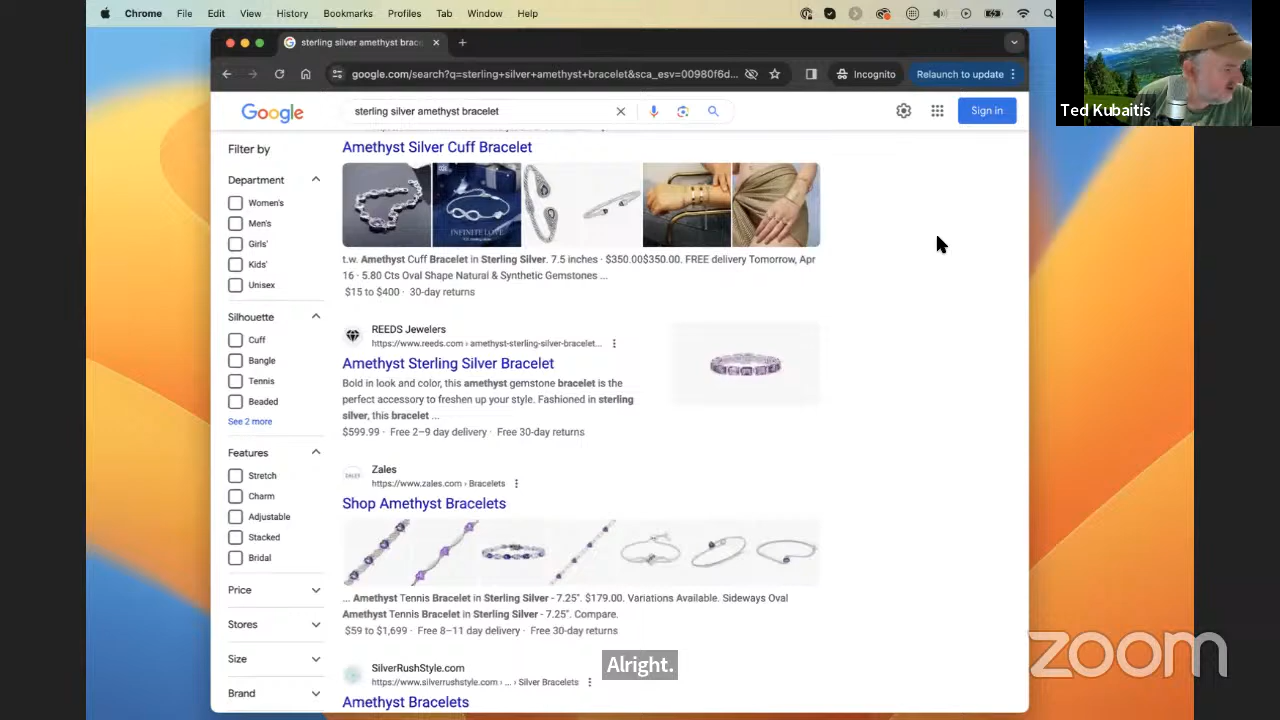 Chrome File Edit View History Bookmarks Profiles Tab Window Help
sterling silver amethyst brac
google.com/search?q=sterling+silver+amethyst+bracelet&sca_esv=00980f6d... Incognito Relaunch to update
Google sterling silver amethyst bracelet Sign in
Ted Kubaitis
Filter by
Department
Women's
Men's
Girls'
Kids'
Unisex
Silhouette
Cuff
Bangle
Tennis
Beaded
See 2 more
Features
Stretch
Charm
Adjustable
Stacked
Bridal
Price
Stores
Size
Brand
Amethyst Silver Cuff Bracelet
INFINITE LOVE
t.w. Amethyst Cuff Bracelet in Sterling Silver. 7.5 inches · $350.00$350.00. FREE delivery Tomorrow, Apr
16 · 5.80 Cts Oval Shape Natural & Synthetic Gemstones ...
$15 to $400 · 30-day returns
REEDS Jewelers
https://www.reeds.com › amethyst-sterling-silver-bracelet...
Amethyst Sterling Silver Bracelet
Bold in look and color, this amethyst gemstone bracelet is the
perfect accessory to freshen up your style. Fashioned in sterling
silver, this bracelet ...
$599.99 · Free 2–9 day delivery · Free 30-day returns
Zales
https://www.zales.com › Bracelets
Shop Amethyst Bracelets
... Amethyst Tennis Bracelet in Sterling Silver - 7.25". $179.00. Variations Available. Sideways Oval
Amethyst Tennis Bracelet in Sterling Silver - 7.25". Compare.
$59 to $1,699 · Free 8–11 day delivery · Free 30-day returns
SilverRushStyle.com
https://www.silverrushstyle.com › ... › Silver Bracelets
Amethyst Bracelets
Alright.
zoom